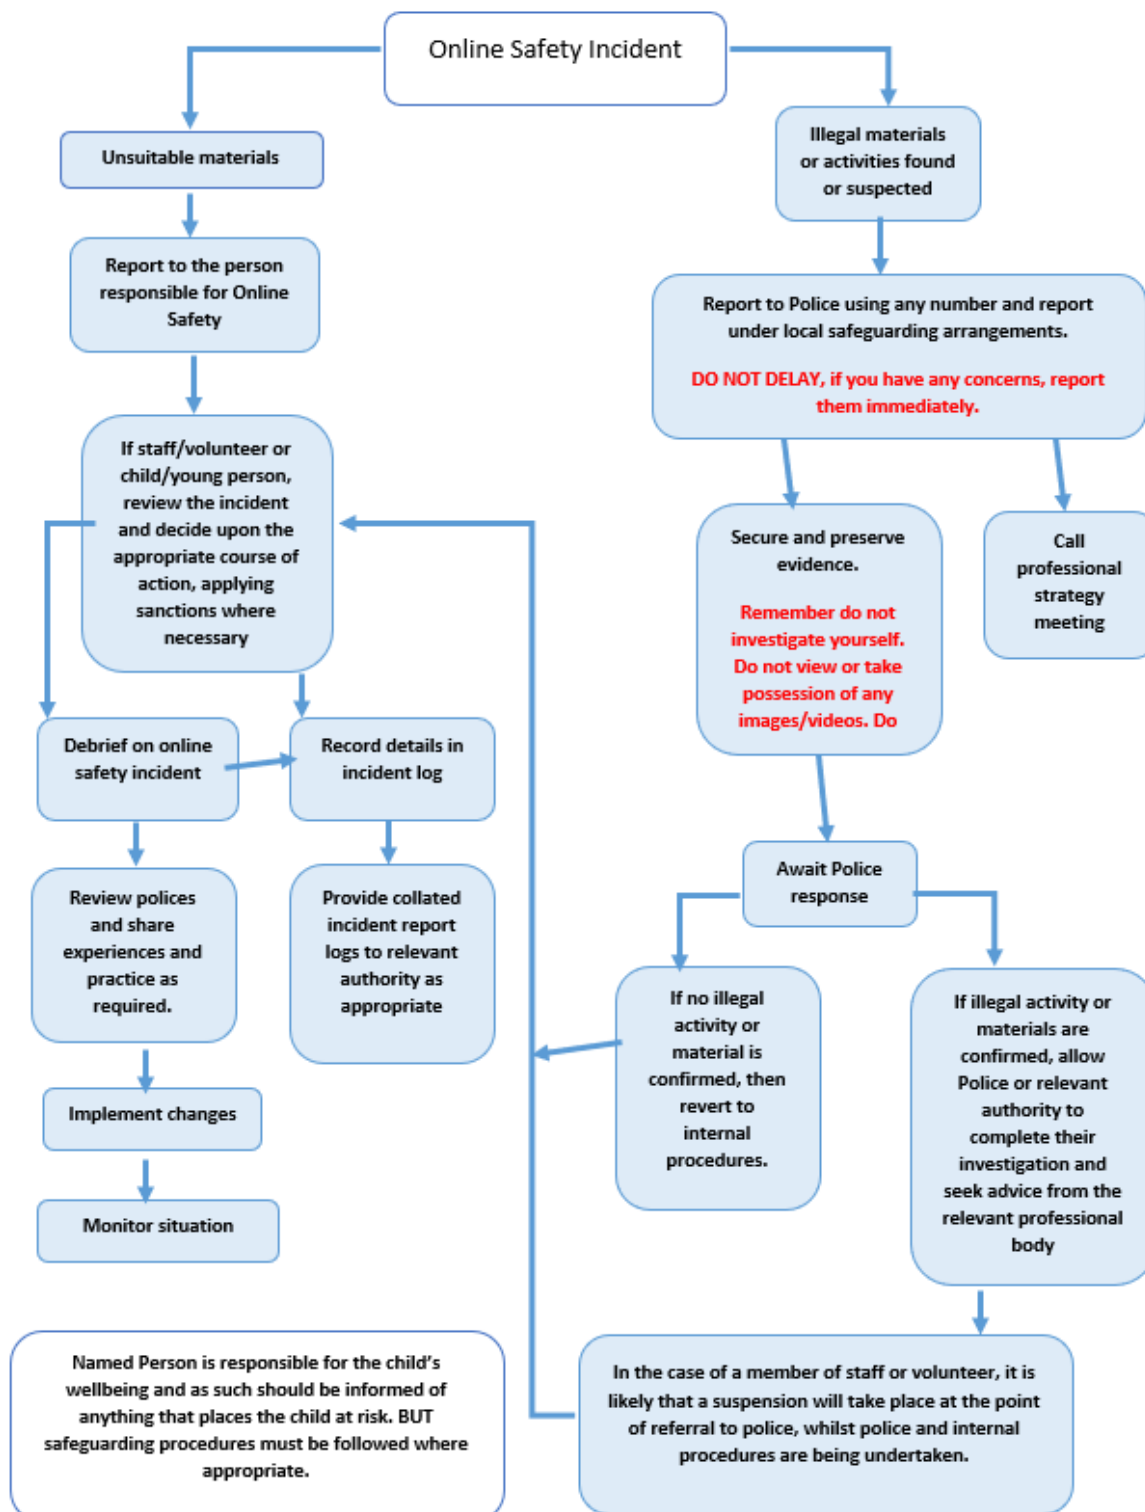 Online Safety Incident
Unsuitable materials
Illegal materials
or activities found
or suspected
Report to the person
responsible for Online
Safety
Report to Police using any number and report
under local safeguarding arrangements.
DO NOT DELAY, if you have any concerns, report
them immediately.
If staff/volunteer or
child/young person,
review the incident
and decide upon the
appropriate course of
action, applying
sanctions where
necessary
Secure and preserve
evidence.
Remember do not
investigate yourself.
Do not view or take
possession of any
images/videos. Do
Call
professional
strategy
meeting
Debrief on online
safety incident
Record details in
incident log
Review polices
and share
experiences and
practice as
required.
Provide collated
incident report
logs to relevant
authority as
appropriate
Await Police
response
If no illegal
activity or
material is
confirmed, then
revert to
internal
procedures.
If illegal activity or
materials are
confirmed, allow
Police or relevant
authority to
complete their
investigation and
seek advice from the
relevant professional
body
Implement changes
Monitor situation
Named Person is responsible for the child's
wellbeing and as such should be informed of
anything that places the child at risk. BUT
safeguarding procedures must be followed where
appropriate.
In the case of a member of staff or volunteer, it is
likely that a suspension will take place at the point
of referral to police, whilst police and internal
procedures are being undertaken.